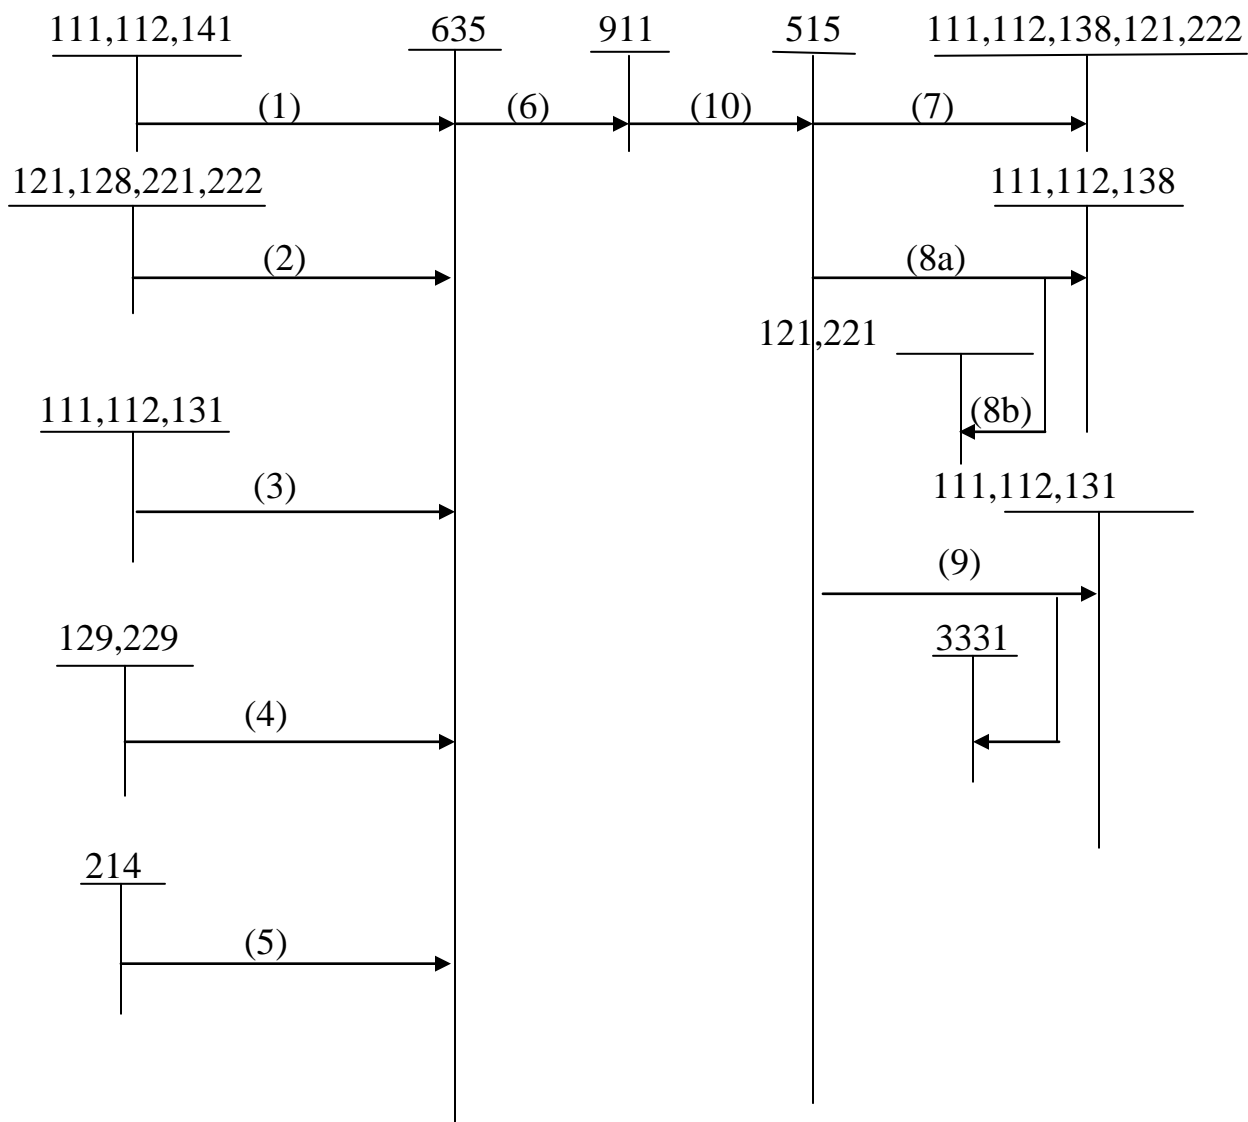 111,112,141 635 911 515 111,112,138,121,222
(1) (6) (10) (7)
121,128,221,222 111,112,138
(2) (8a)
121,221
111,112,131 (8b)
(3) 111,112,131
(9)
129,229 3331
(4)
214
(5)